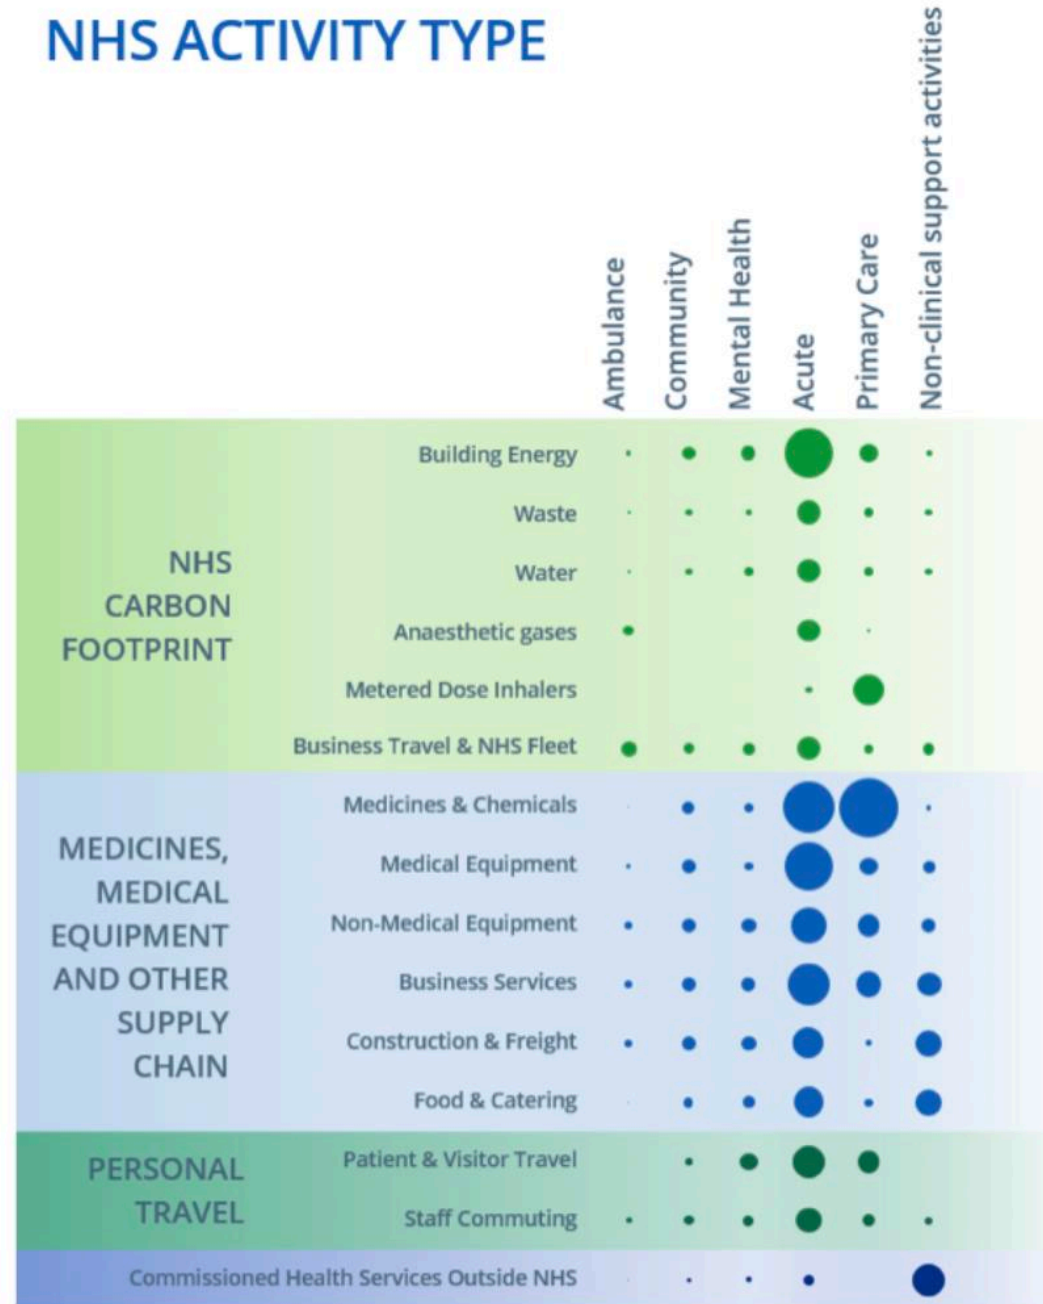 NHS ACTIVITY TYPE
Ambulance
Community
Mental Health
Acute
Primary Care
Non-clinical support activities
NHS
CARBON
FOOTPRINT
Building Energy
Waste
Water
Anaesthetic gases
Metered Dose Inhalers
Business Travel & NHS Fleet
MEDICINES,
MEDICAL
EQUIPMENT
AND OTHER
SUPPLY
CHAIN
Medicines & Chemicals
Medical Equipment
Non-Medical Equipment
Business Services
Construction & Freight
Food & Catering
PERSONAL
TRAVEL
Patient & Visitor Travel
Staff Commuting
Commissioned Health Services Outside NHS